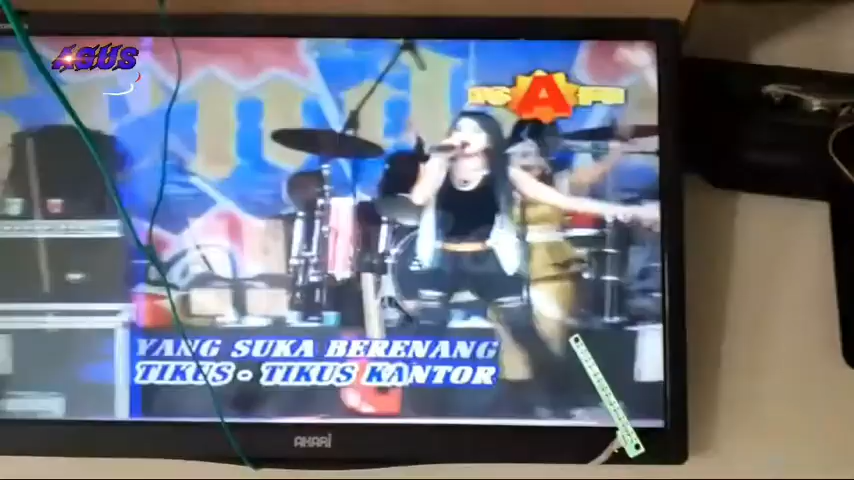 ASUS
A
YANG SUKA BERENANG
TIKUS - TIKUS KANTOR
AKARI